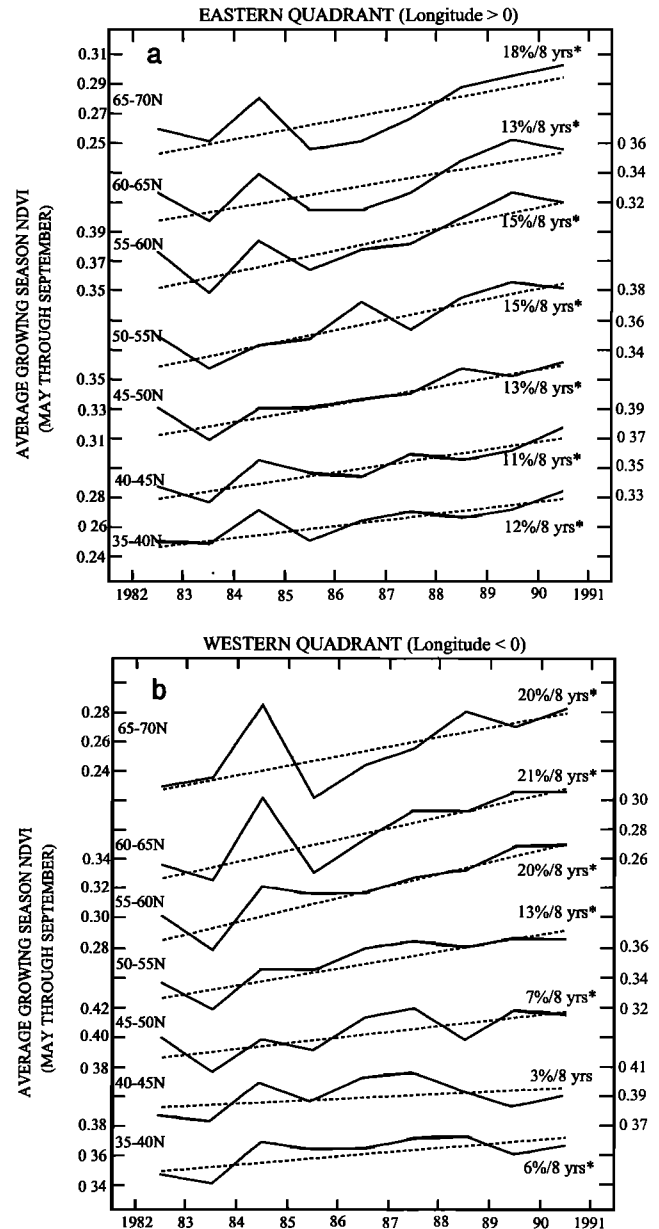 EASTERN QUADRANT (Longitude > 0)
a
AVERAGE GROWING SEASON NDVI
(MAY THROUGH SEPTEMBER)
0.31
0.29
0.27
0.25
0.39
0.37
0.35
0.35
0.33
0.31
0.28
0 26
0.24
65-70N
60-65N
55-60N
50-55N
45-50N
40-45N
35-40N
18%/8 yrs*
13%/8 yrs*
15%/8 yrs*
15%/8 yrs*
13%/8 yrs*
11%/8 yrs*
12%/8 yrs*
0 36
0.34
0.32
0.38
0 36
0 34
0.39
0.37
0.35
0.33
1982 83 84 85 86 87 88 89 90 1991
WESTERN QUADRANT (Longitude < 0)
b
AVERAGE GROWING SEASON NDVI
(MAY THROUGH SEPTEMBER)
0.28
0.26
0.24
0.34
0.32
0.30
0.28
0.42
0.40
0.38
0.38
0.36
0 34
65-70N
60-65N
55-60N
50-55N
45-50N
40-45N
35-40N
20%/8 yrs*
21%/8 yrs*
20%/8 yrs*
13%/8 yrs*
7%/8 yrs*
3%/8 yrs
6%/8 yrs*
0 30
0.28
0 26
0.36
0.34
0 32
0.41
0.39
0 37
1982 83 84 85 86 87 88 89 90 1991